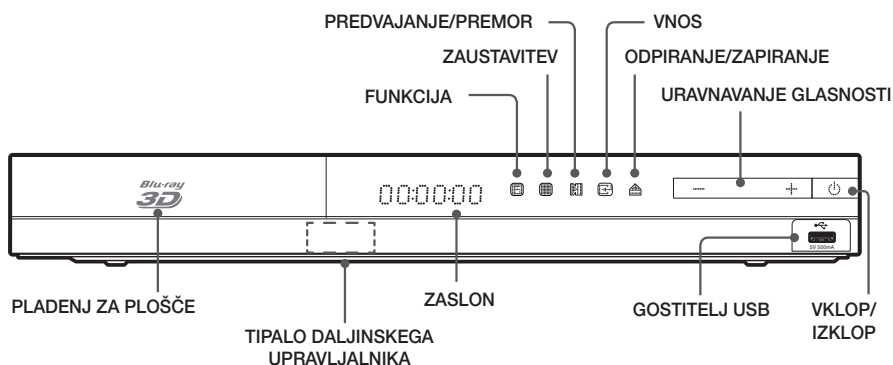 PREDVAJANJE/PREMOR
VNOS
ZAUSTAVITEV
ODPIRANJE/ZAPIRANJE
FUNKCIJA
URAVNAVANJE GLASNOSTI
Blu-ray
3D
00:00:00
5V 500mA
PLADENJ ZA PLOŠČE
ZASLON
GOSTITELJ USB
VKLOP/
IZKLOP
TIPALO DALJINSKEGA
UPRAVLJALNIKA